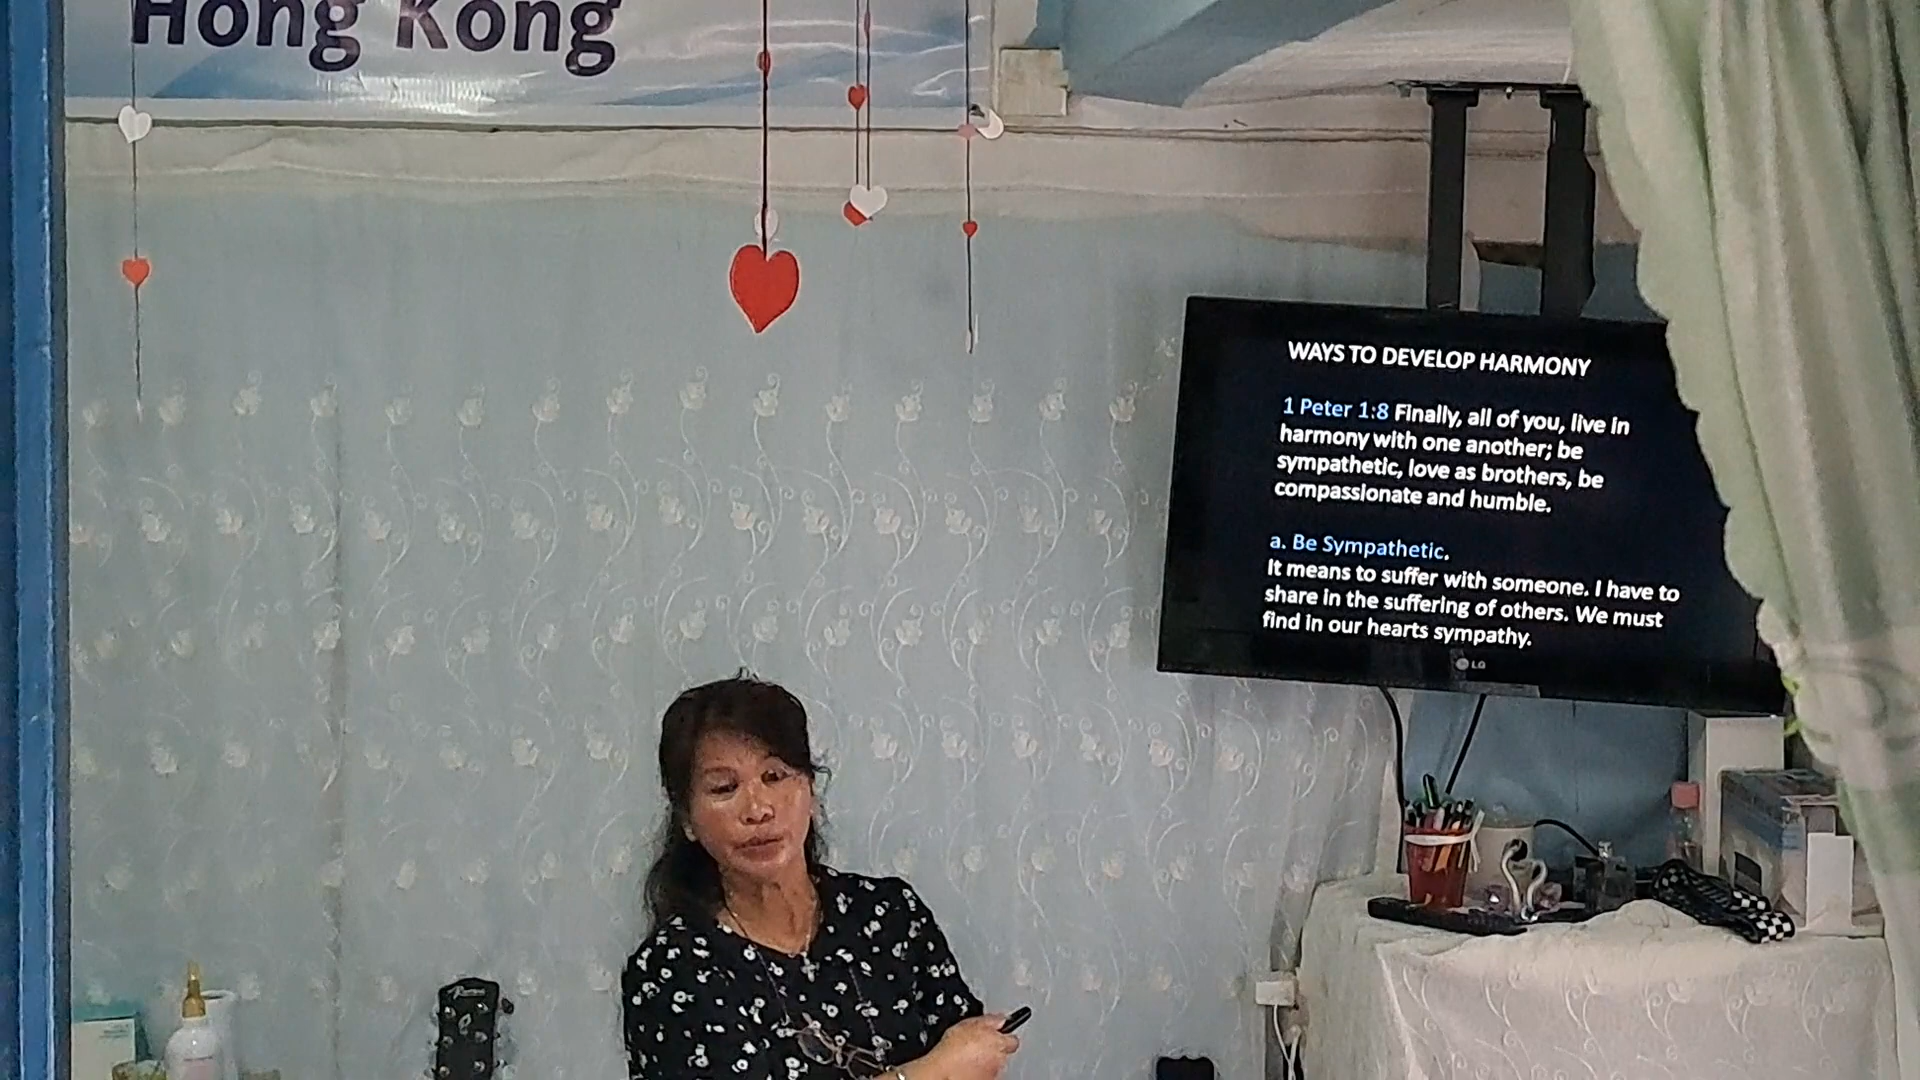 Hong Kong
WAYS TO DEVELOP HARMONY
1 Peter 1:8 Finally, all of you, live in
harmony with one another; be
sympathetic, love as brothers, be
compassionate and humble.
a. Be Sympathetic.
It means to suffer with someone. I have to
share in the suffering of others. We must
find in our hearts sympathy.
LG